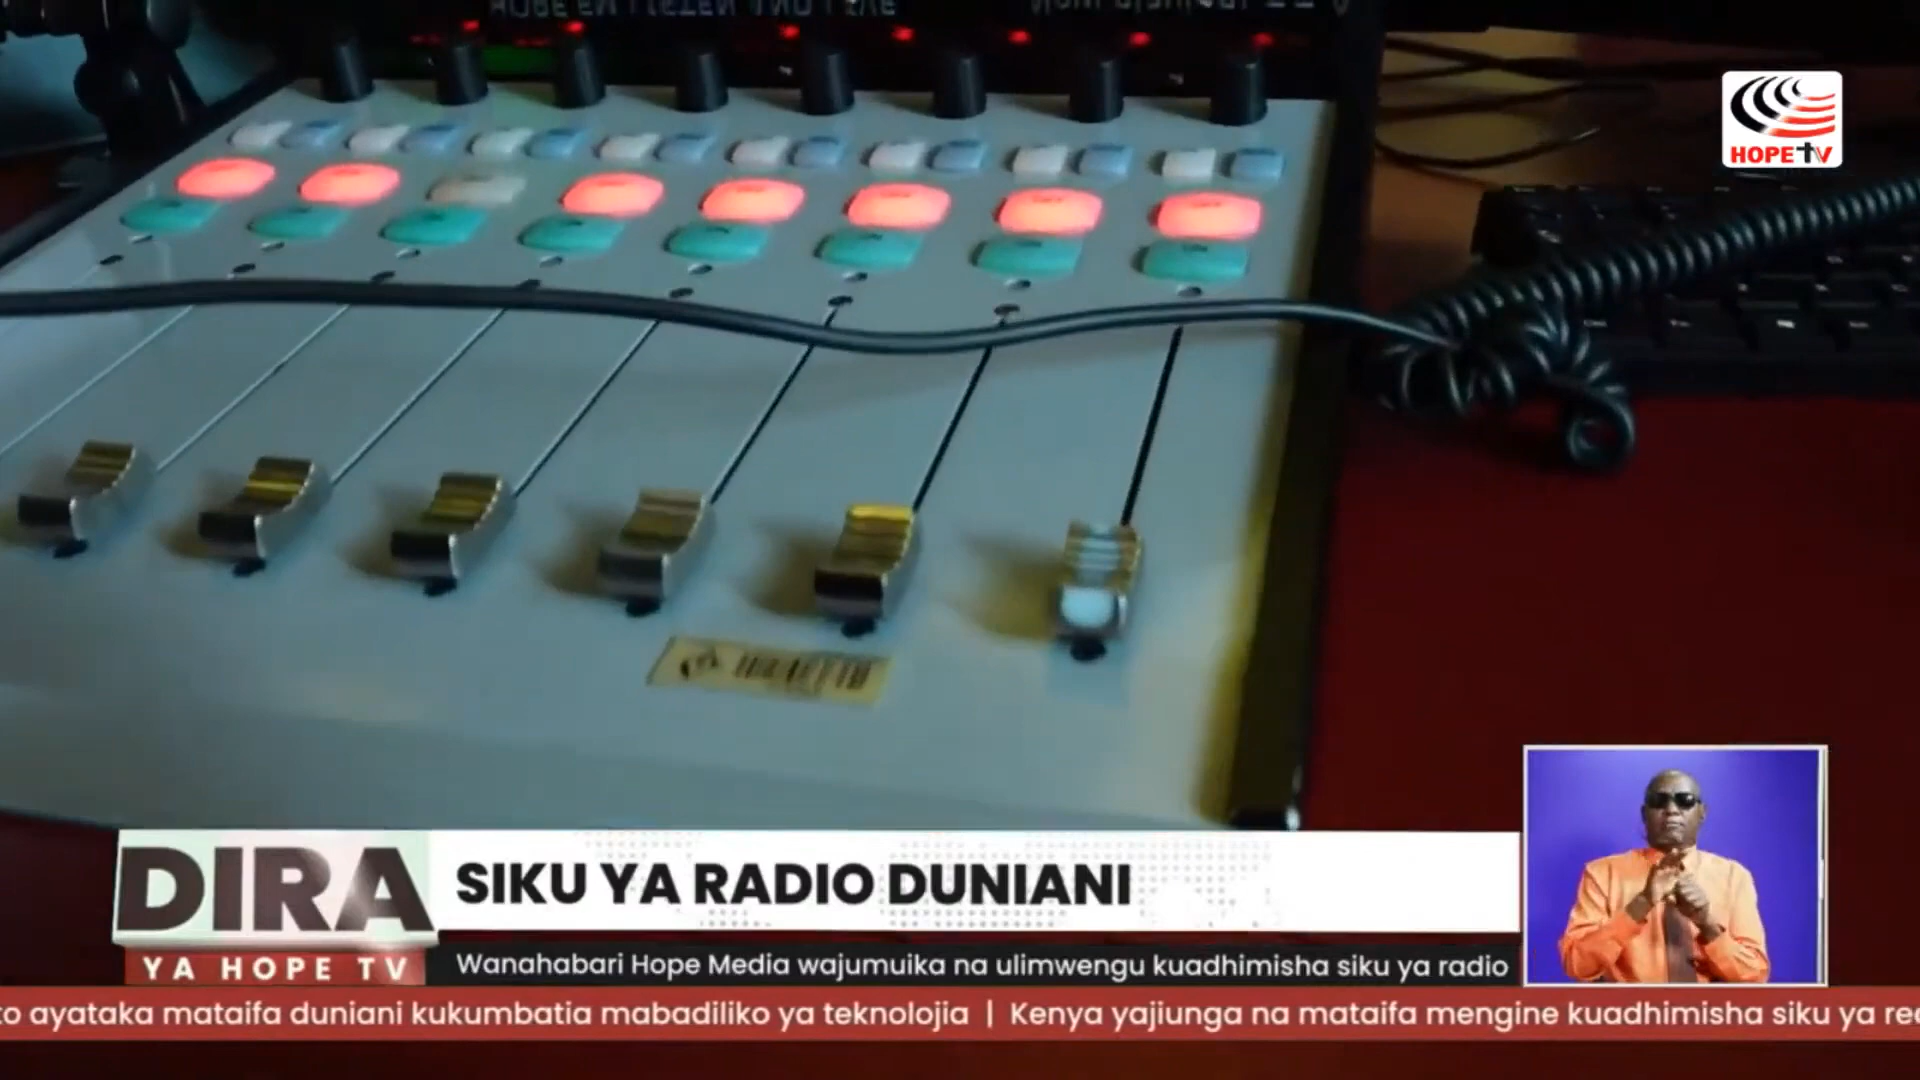 HOPE TV
DIRA
YA HOPE TV
SIKU YA RADIO DUNIANI
Wanahabari Hope Media wajumuika na ulimwengu kuadhimisha siku ya radio
ayataka mataifa duniani kukumbatia mabadiliko ya teknolojia | Kenya yajiunga na mataifa mengine kuadhimisha siku ya